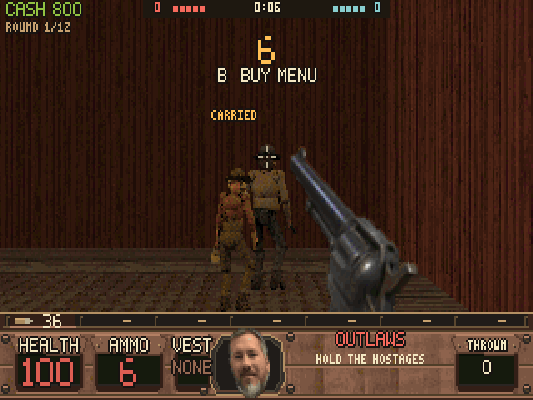 CASH 800
ROUND 1/12
0 0:06 0
6
B BUY MENU
CARRIED
36
HEALTH
100
AMMO
6
VEST
NONE
OUTLAWS
HOLD THE HOSTAGES
THROWN
0